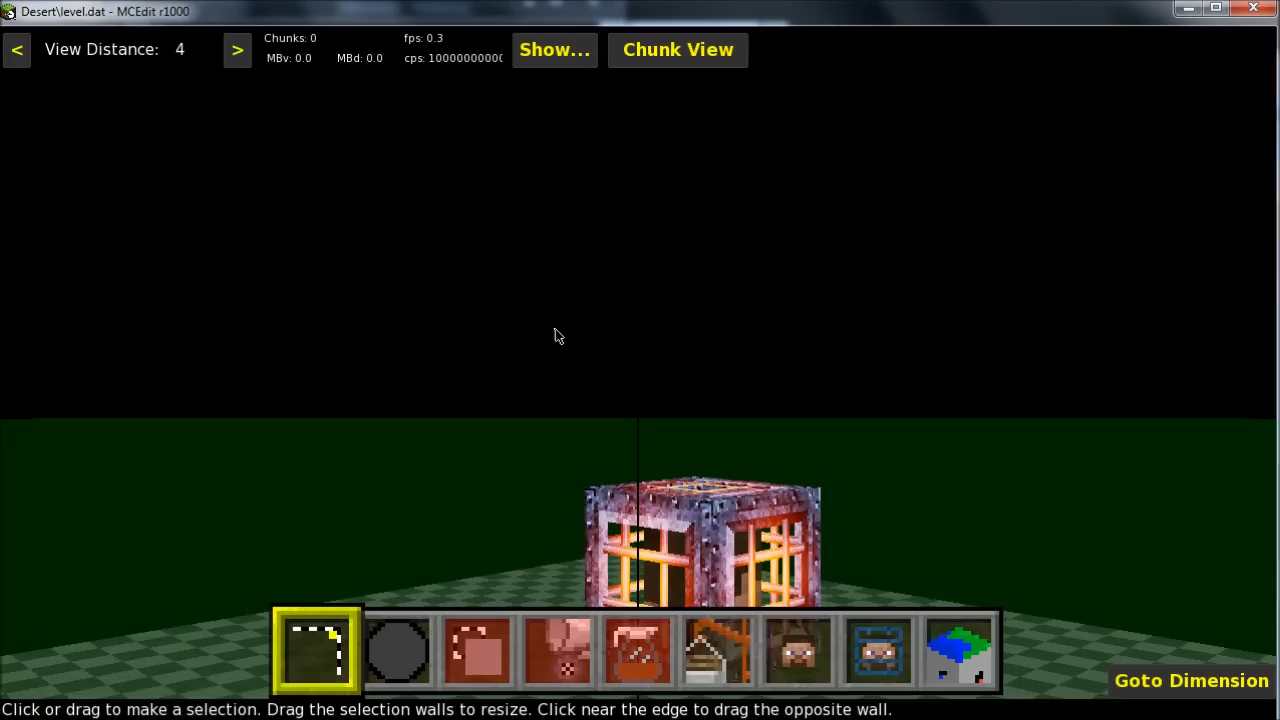 Desert\level.dat - MCEdit r1000
< View Distance: 4 > Chunks: 0 fps: 0.3 Show... Chunk View
MBv: 0.0 MBd: 0.0 cps: 10000000000
Goto Dimension
Click or drag to make a selection. Drag the selection walls to resize. Click near the edge to drag the opposite wall.